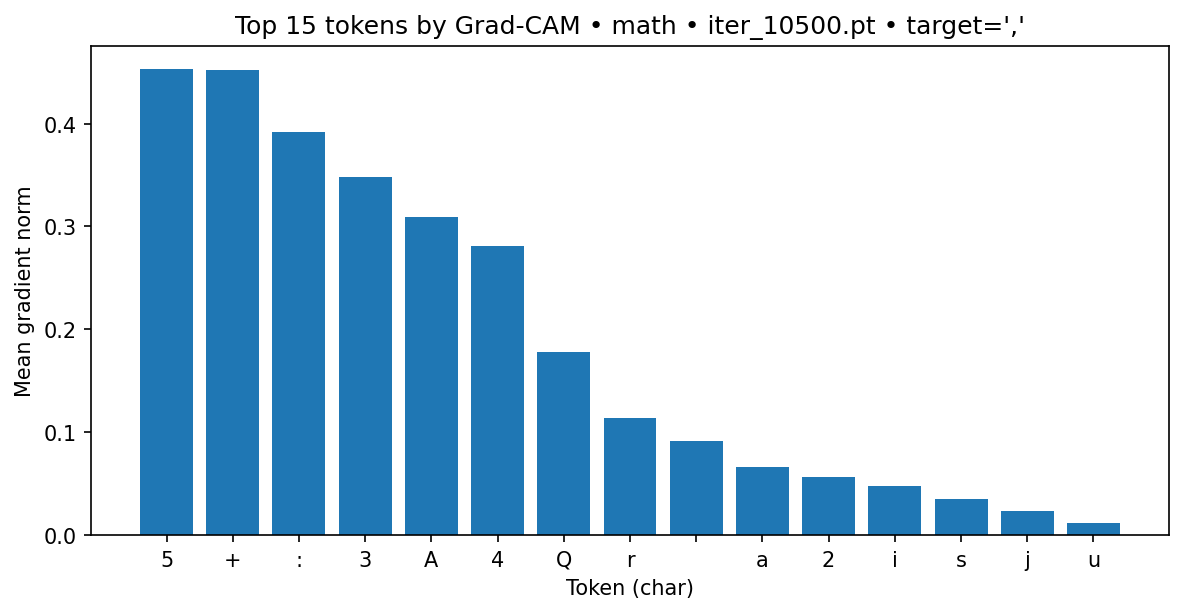 Top 15 tokens by Grad-CAM • math • iter_10500.pt • target=','
Mean gradient norm
0.4
0.3
0.2
0.1
0.0
5 + : 3 A 4 Q r a 2 i s j u
Token (char)